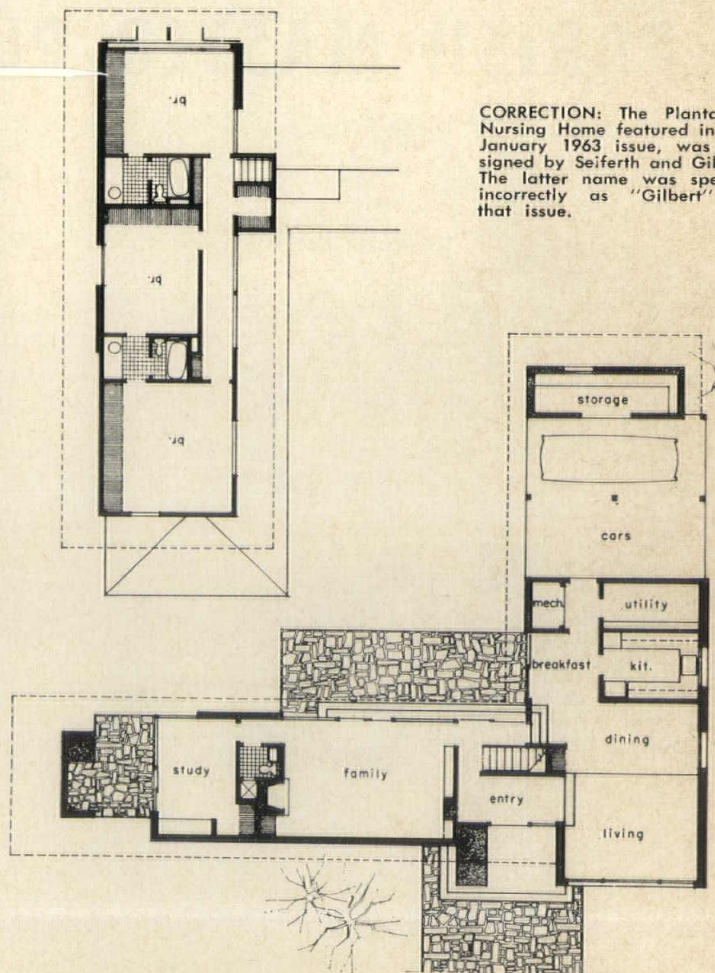 CORRECTION: The Planta
Nursing Home featured in
January 1963 issue, was
signed by Seiferth and Gil
The latter name was spe
incorrectly as "Gilbert"
that issue.
br.
br.
br.
storage
cars
mech.
utility
breakfast
kit.
dining
study
family
entry
living